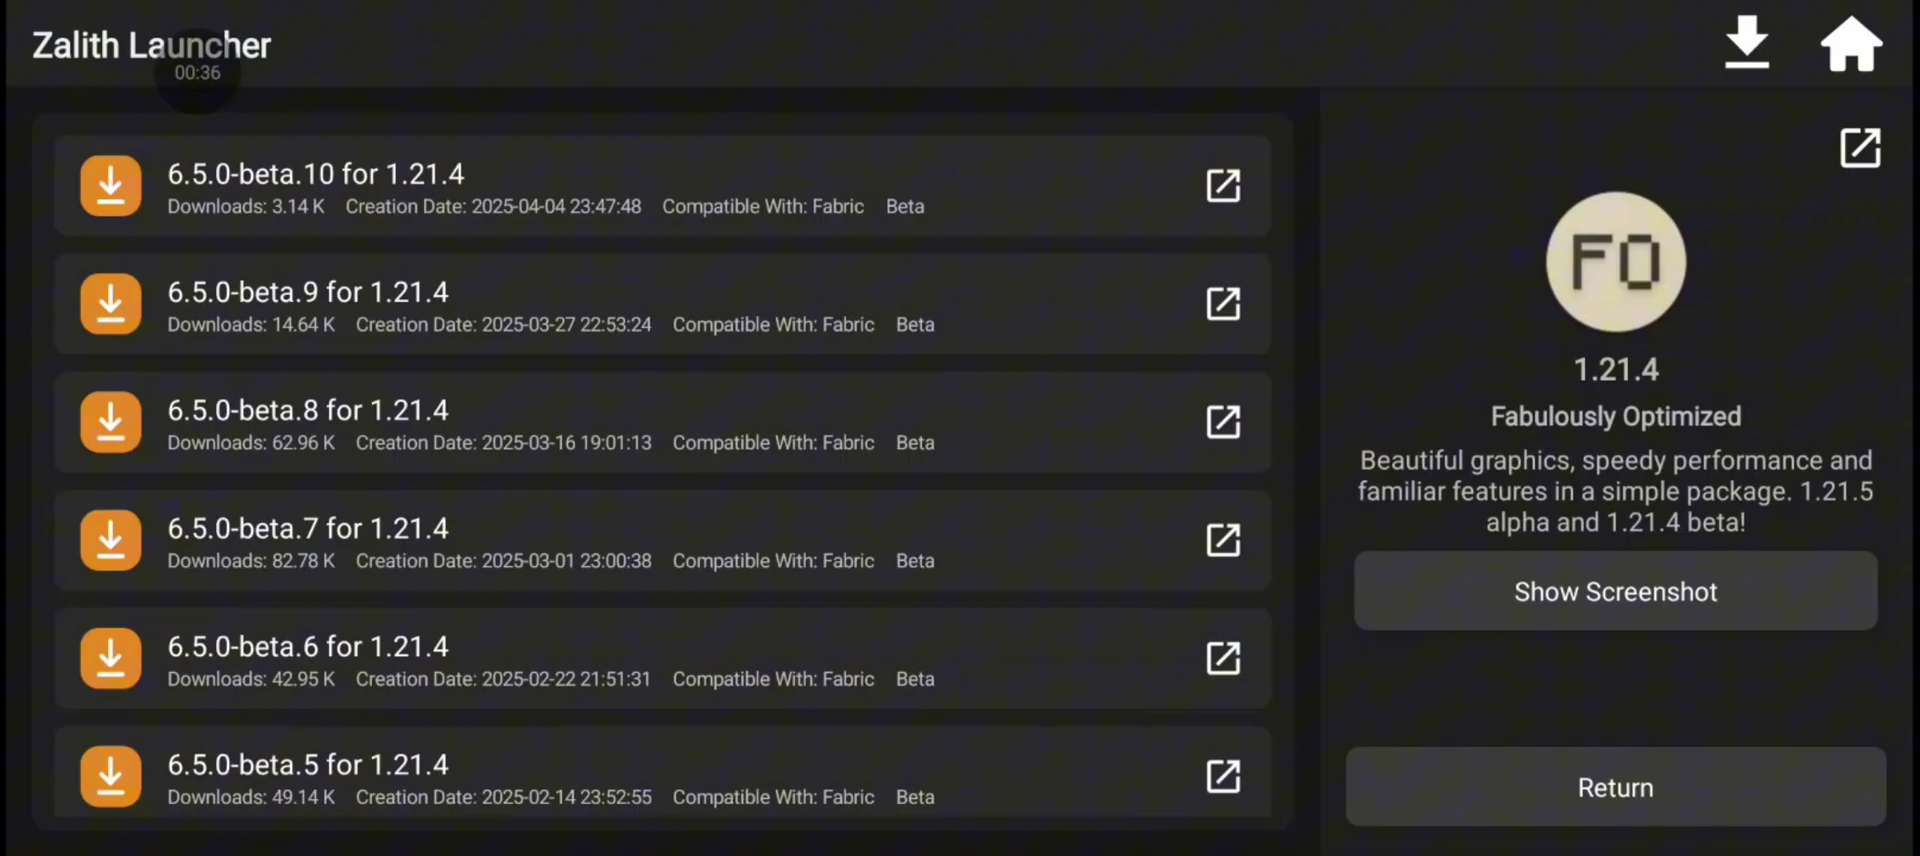 Zalith Launcher
00:36
6.5.0-beta.10 for 1.21.4
Downloads: 3.14 K Creation Date: 2025-04-04 23:47:48 Compatible With: Fabric Beta
6.5.0-beta.9 for 1.21.4
Downloads: 14.64 K Creation Date: 2025-03-27 22:53:24 Compatible With: Fabric Beta
6.5.0-beta.8 for 1.21.4
Downloads: 62.96 K Creation Date: 2025-03-16 19:01:13 Compatible With: Fabric Beta
6.5.0-beta.7 for 1.21.4
Downloads: 82.78 K Creation Date: 2025-03-01 23:00:38 Compatible With: Fabric Beta
6.5.0-beta.6 for 1.21.4
Downloads: 42.95 K Creation Date: 2025-02-22 21:51:31 Compatible With: Fabric Beta
6.5.0-beta.5 for 1.21.4
Downloads: 49.14 K Creation Date: 2025-02-14 23:52:55 Compatible With: Fabric Beta
FO
1.21.4
Fabulously Optimized
Beautiful graphics, speedy performance and
familiar features in a simple package. 1.21.5
alpha and 1.21.4 beta!
Show Screenshot
Return